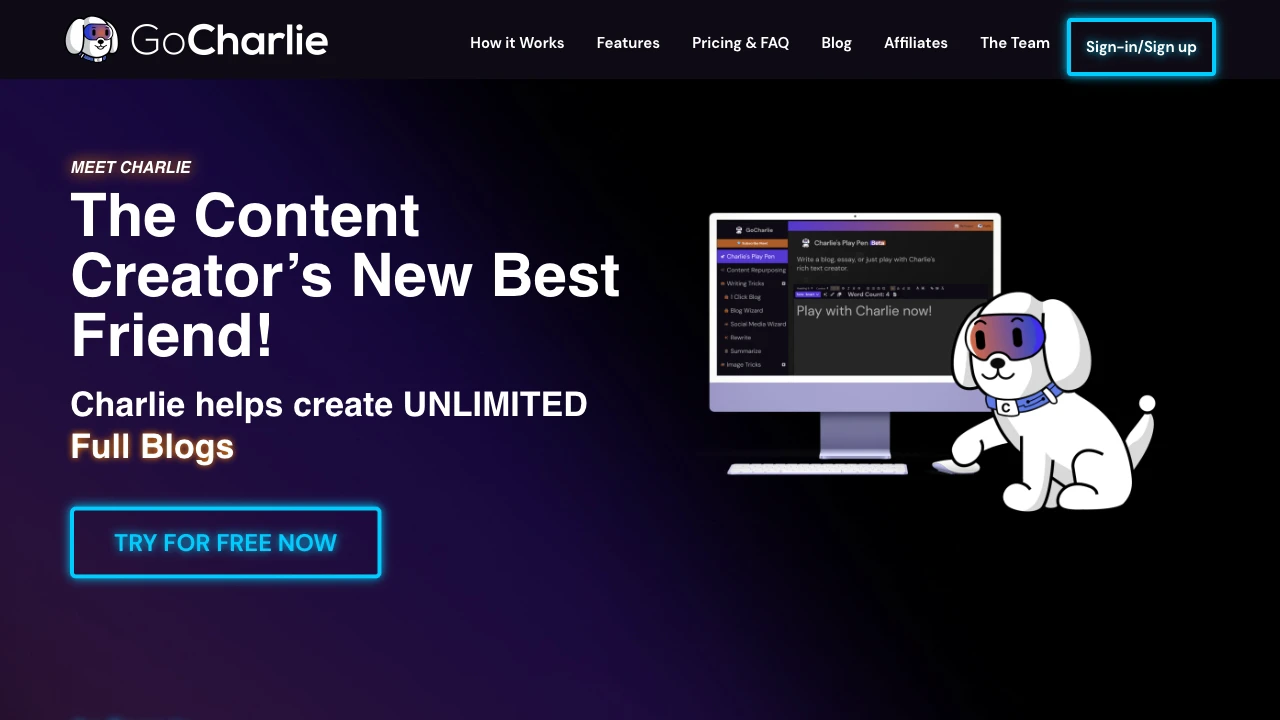 GoCharlie
How it Works
Features
Pricing & FAQ
Blog
Affiliates
The Team
Sign-in/Sign up
MEET CHARLIE
The Content
Creator’s New Best
Friend!
Charlie helps create UNLIMITED
Full Blogs
TRY FOR FREE NOW
GoCharlie
Charlie's Play Pen
Content Repurposing
Writing Tricks
1 Click Blog
Blog Wizard
Social Media Wizard
Rewrite
Summarize
Image Tricks
Charlie's Play Pen Beta
Write a blog, essay, or just play with Charlie's
rich text creator.
Word Count: 4
Play with Charlie now!
C